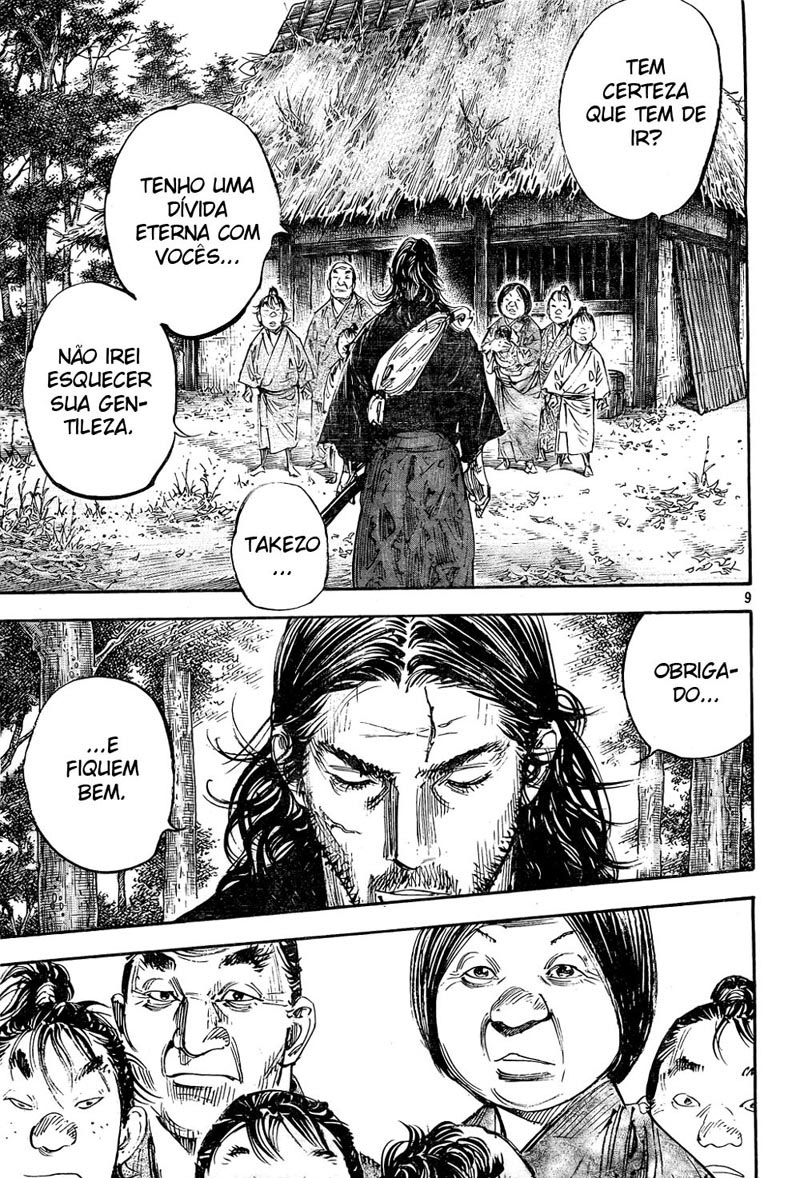 TEM
CERTEZA
QUE TEM DE
IR?
TENHO UMA
DÍVIDA
ETERNA COM
VOCÊS...
NÃO IREI
ESQUECER
SUA GEN-
TILEZA.
TAKEZO
...
9
OBRIGA-
DO...
...E
FIQUEM
BEM.